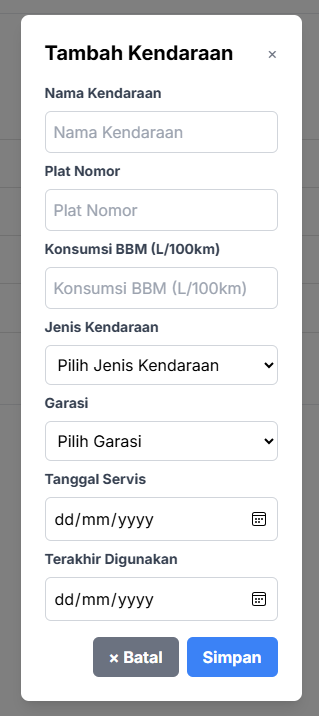 Tambah Kendaraan ×
Nama Kendaraan
Nama Kendaraan
Plat Nomor
Plat Nomor
Konsumsi BBM (L/100km)
Konsumsi BBM (L/100km)
Jenis Kendaraan
Pilih Jenis Kendaraan
Garasi
Pilih Garasi
Tanggal Servis
dd/mm/yyyy
Terakhir Digunakan
dd/mm/yyyy
× Batal Simpan